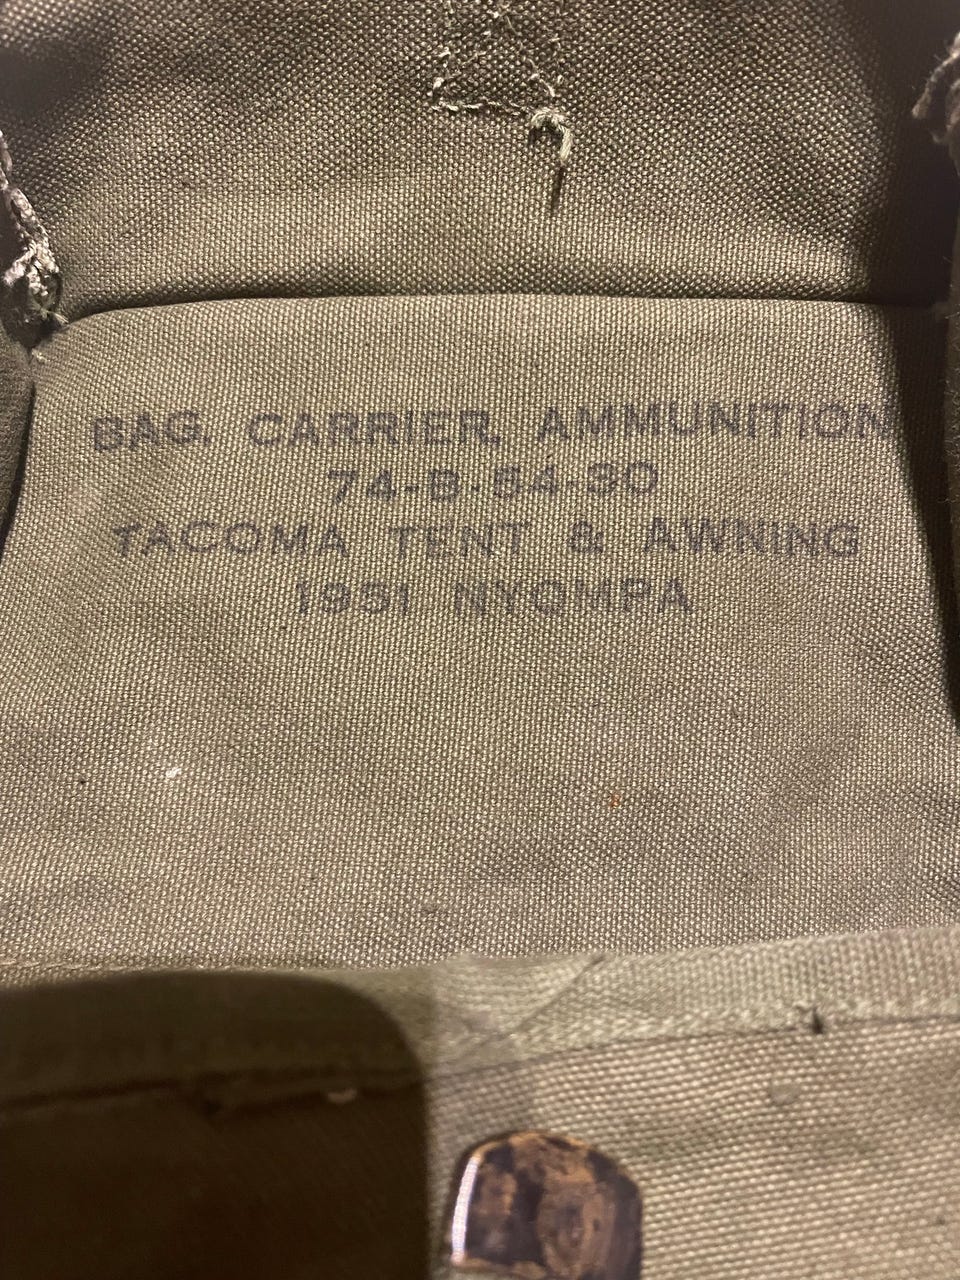 BAG, CARRIER, AMMUNITION
74-B-54-30
TACOMA TENT & AWNING
1951 NYQMPA